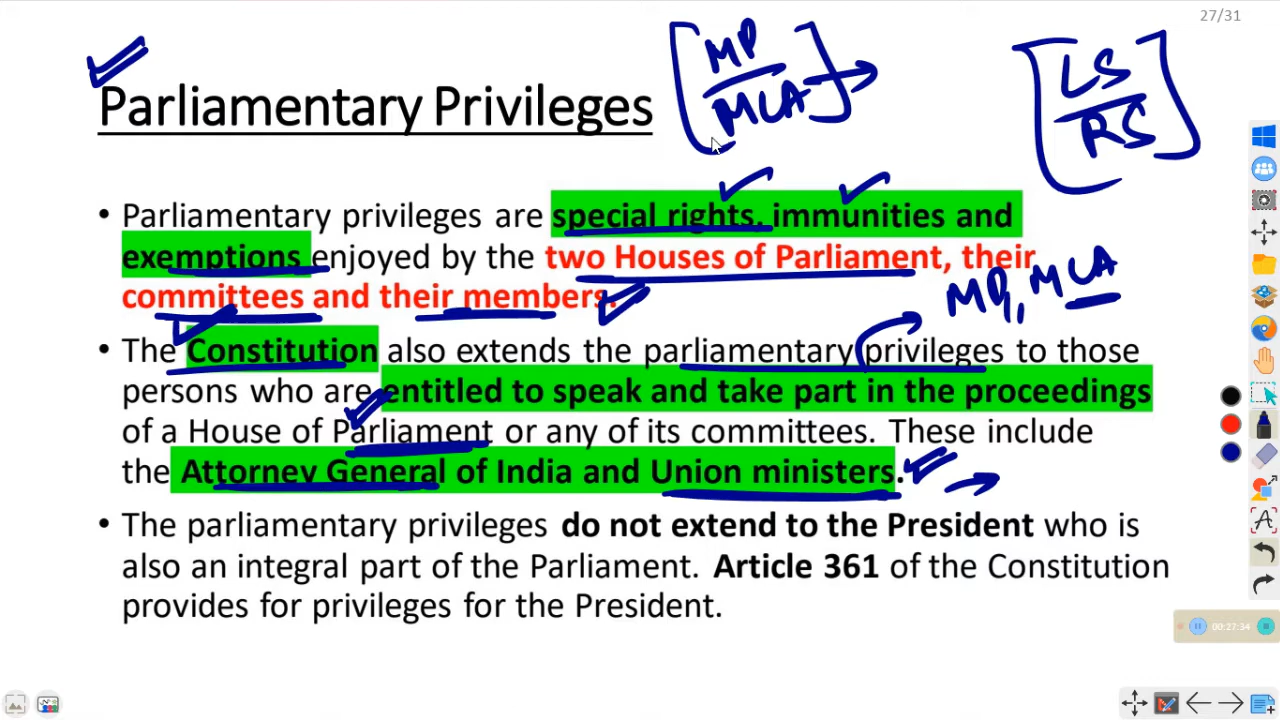 27/31
MP
MLA
LS
RS
Parliamentary Privileges
• Parliamentary privileges are special rights, immunities and
exemptions enjoyed by the two Houses of Parliament, their
committees and their members.
MP, MLA
• The Constitution also extends the parliamentary privileges to those
persons who are entitled to speak and take part in the proceedings
of a House of Parliament or any of its committees. These include
the Attorney General of India and Union ministers.
• The parliamentary privileges do not extend to the President who is
also an integral part of the Parliament. Article 361 of the Constitution
provides for privileges for the President.
00:27:34